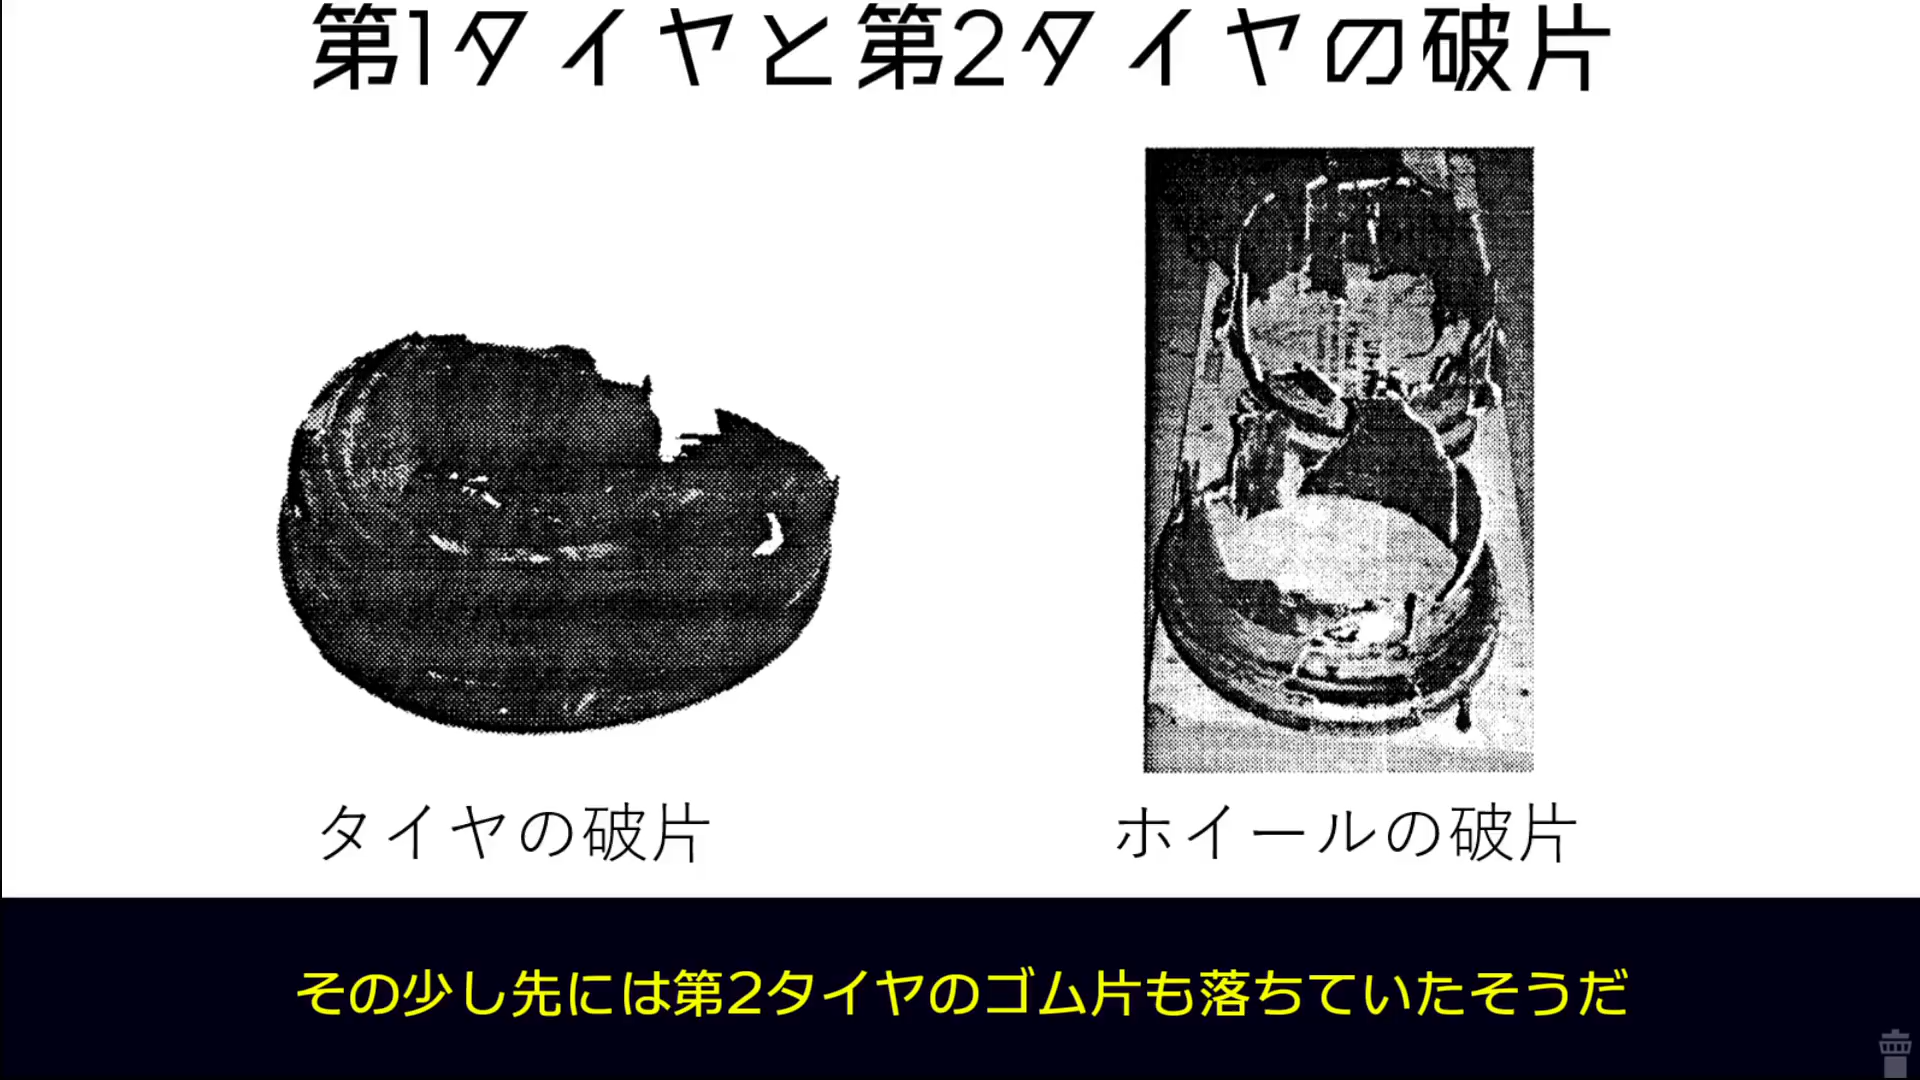 第1タイヤと第2タイヤの破片
タイヤの破片
ホイールの破片
その少し先には第2タイヤのゴム片も落ちていたそうだ